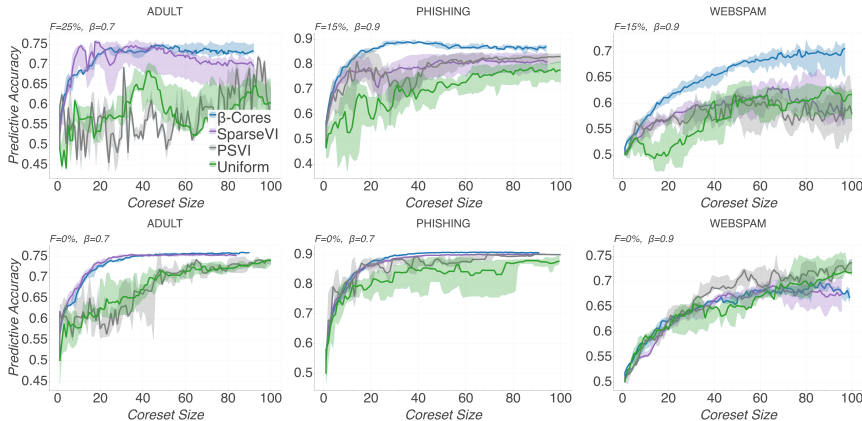 ADULT
F=25%, β=0.7
Predictive Accuracy
0.75
0.7
0.65
0.6
0.55
0.5
0.45
0 20 40 60 80 100
Coreset Size
β-Cores
SparseVI
PSVI
Uniform
PHISHING
F=15%, β=0.9
0.9
0.8
0.7
0.6
0.5
0.4
0 20 40 60 80 100
Coreset Size
WEBSPAM
F=15%, β=0.9
0.7
0.65
0.6
0.55
0.5
0 20 40 60 80 100
Coreset Size
ADULT
F=0%, β=0.7
Predictive Accuracy
0.75
0.7
0.65
0.6
0.55
0.5
0.45
0 20 40 60 80 100
Coreset Size
PHISHING
F=0%, β=0.7
0.9
0.8
0.7
0.6
0.5
0 20 40 60 80 100
Coreset Size
WEBSPAM
F=0%, β=0.9
0.75
0.7
0.65
0.6
0.55
0.5
0 20 40 60 80 100
Coreset Size